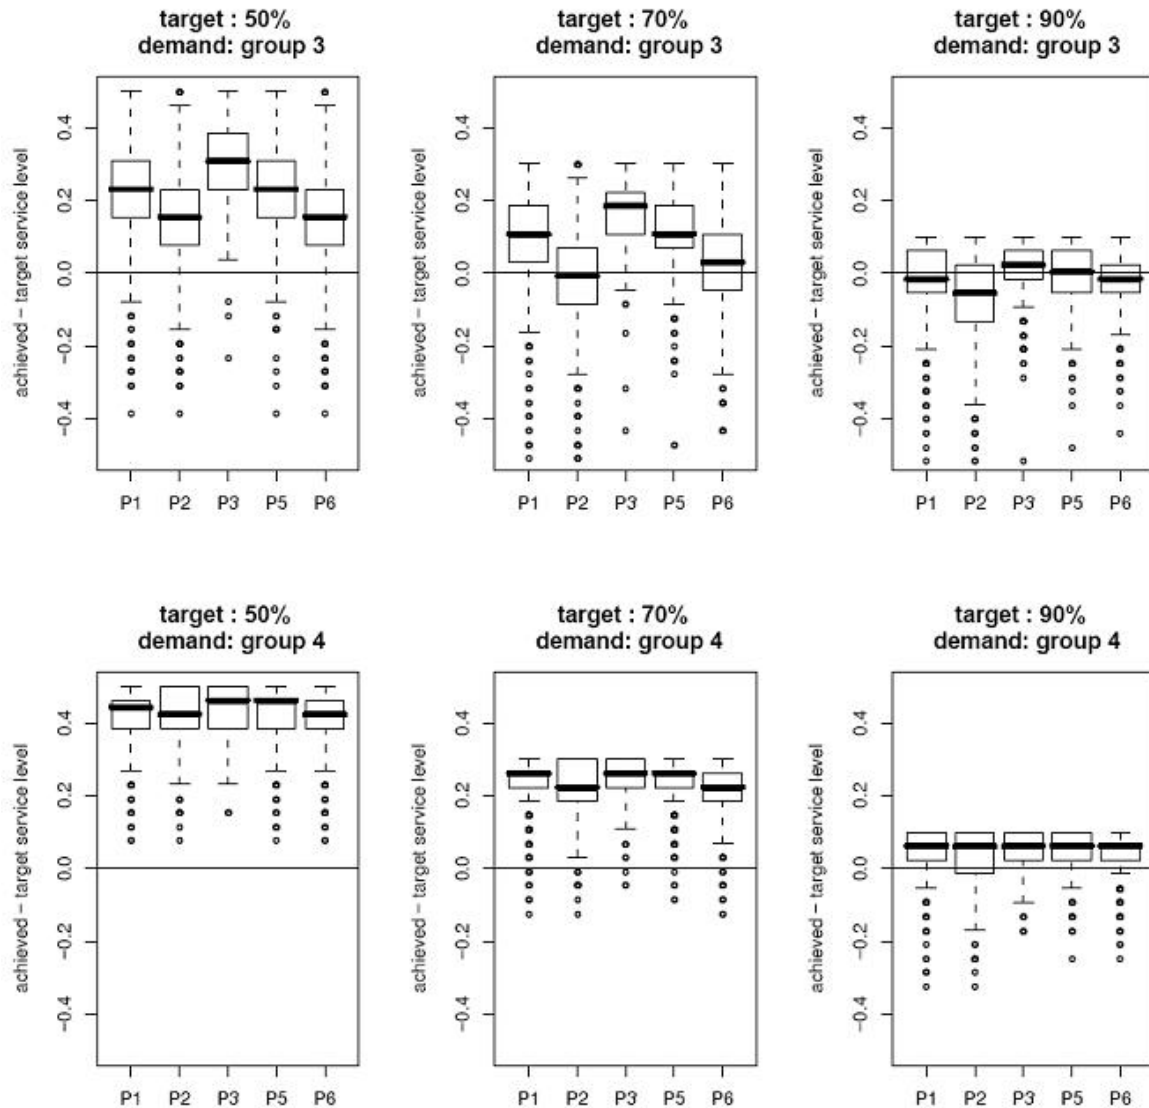 target : 50%
demand: group 3
achieved − target service level
0.4
0.2
0.0
−0.2
−0.4
P1 P2 P3 P5 P6
target : 70%
demand: group 3
achieved − target service level
0.4
0.2
0.0
−0.2
−0.4
P1 P2 P3 P5 P6
target : 90%
demand: group 3
achieved − target service level
0.4
0.2
0.0
−0.2
−0.4
P1 P2 P3 P5 P6
target : 50%
demand: group 4
achieved − target service level
0.4
0.2
0.0
−0.2
−0.4
P1 P2 P3 P5 P6
target : 70%
demand: group 4
achieved − target service level
0.4
0.2
0.0
−0.2
−0.4
P1 P2 P3 P5 P6
target : 90%
demand: group 4
achieved − target service level
0.4
0.2
0.0
−0.2
−0.4
P1 P2 P3 P5 P6